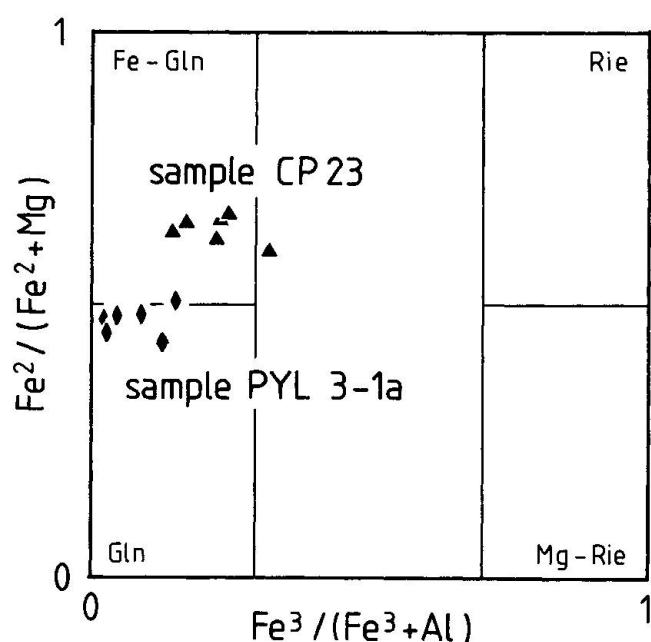 1
Fe-Gln Rie
sample CP 23
Fe²/(Fe²+Mg)
sample PYL 3-1a
Gln Mg-Rie
0
0 1
Fe³/(Fe³+Al)